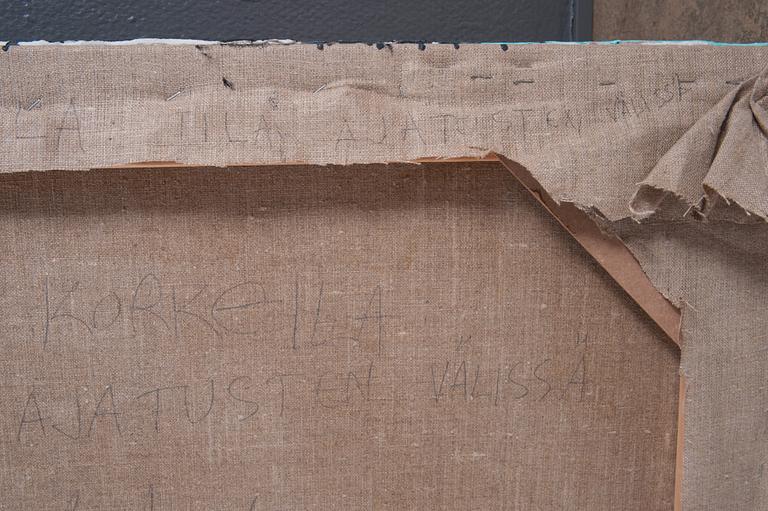 LA TILA AJATUSTEN VÄLISSÄ
KORKEILA
AJATUSTEN VÄLISSÄ